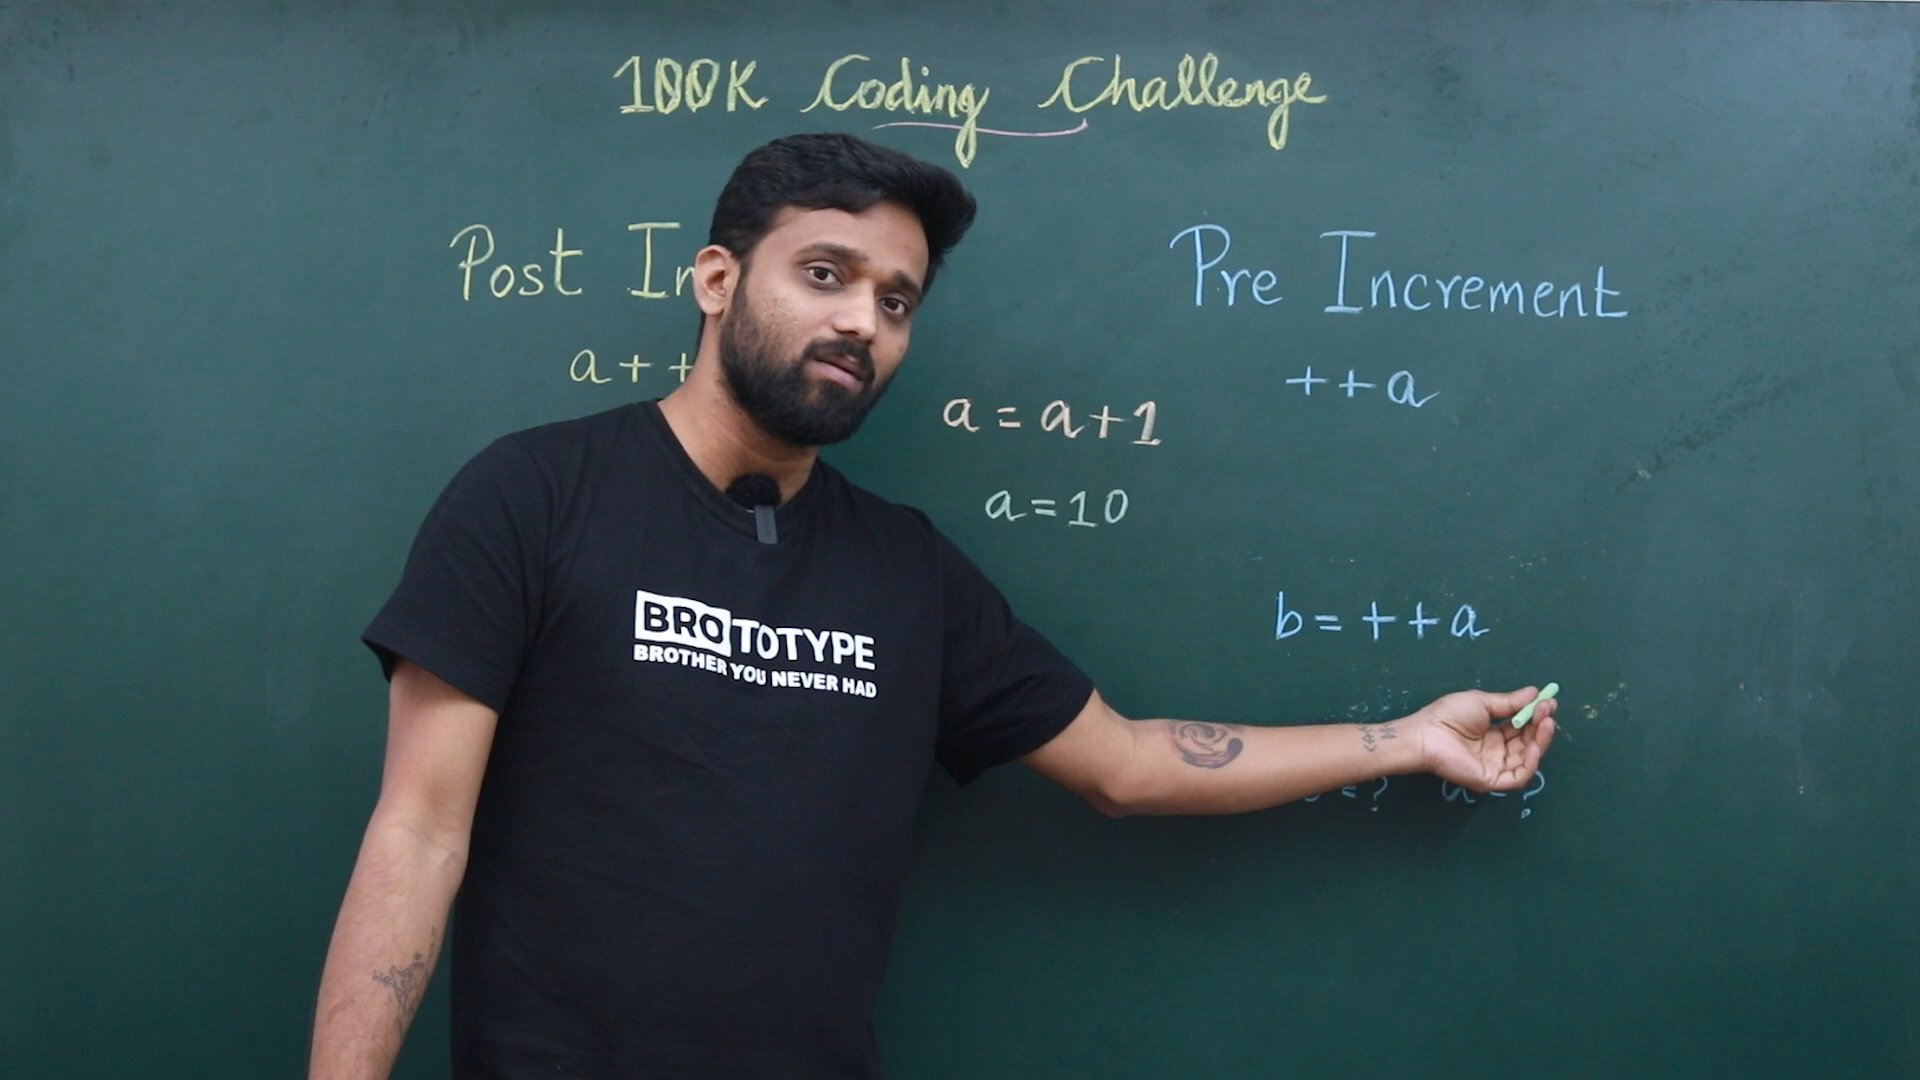 100K Coding Challenge
Post In
Pre Increment
a++
++a
a = a+1
a=10
b = ++a
=? a=?
BROTOTYPE
BROTHER YOU NEVER HAD